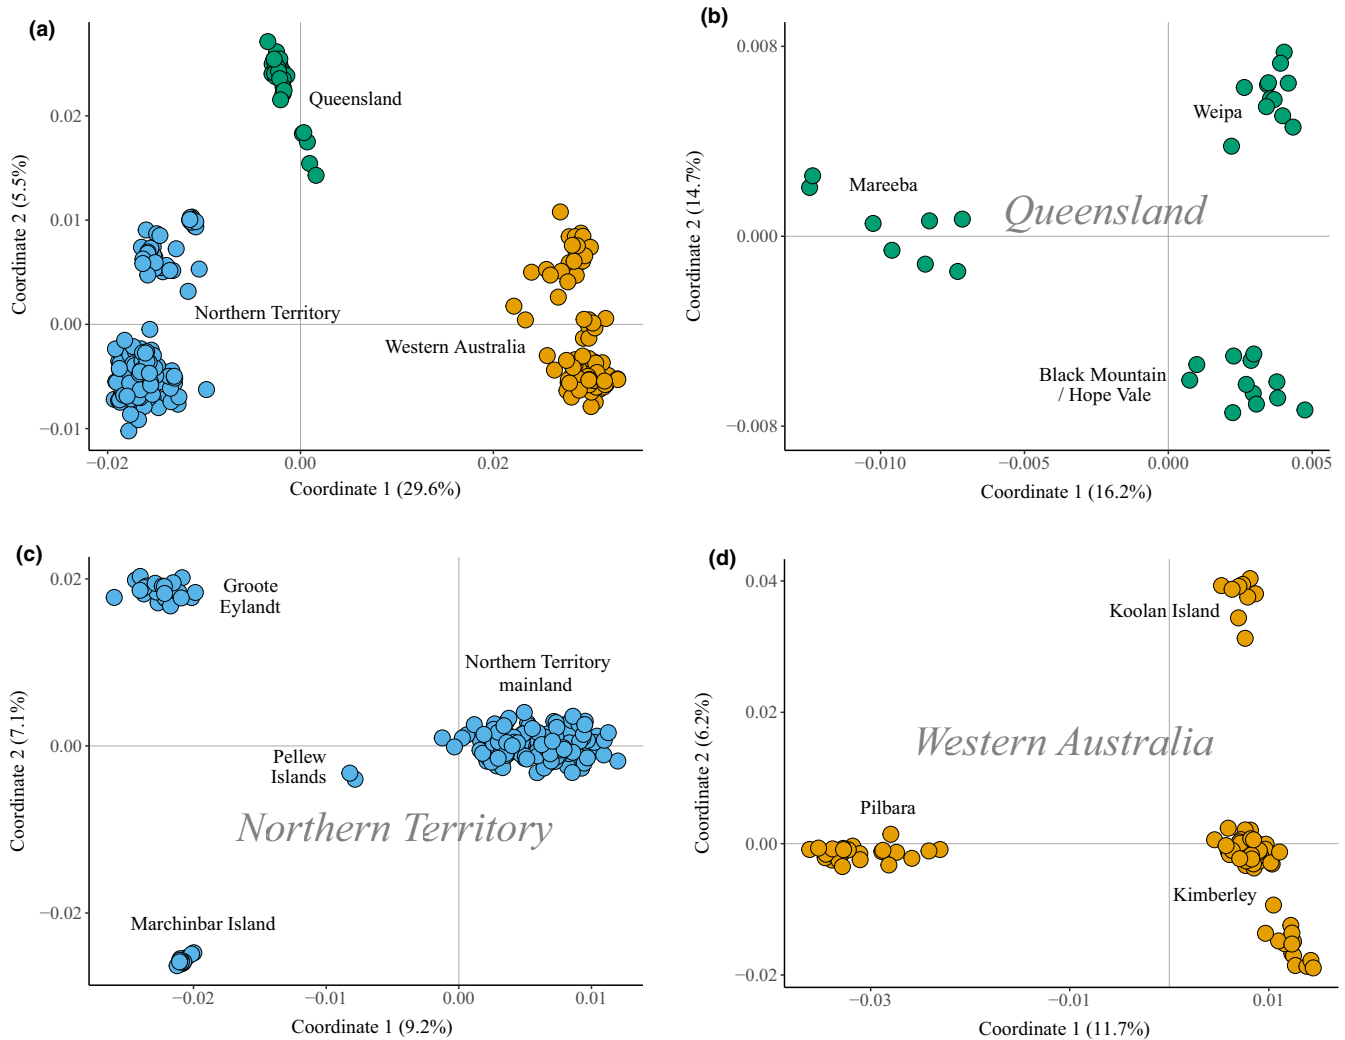 (a)
Coordinate 2 (5.5%)
0.02
0.01
0.00
−0.01
Queensland
Northern Territory
Western Australia
−0.02
0.00
0.02
Coordinate 1 (29.6%)
(b)
Coordinate 2 (14.7%)
0.008
0.000
−0.008
Weipa
Mareeba
Queensland
Black Mountain
/ Hope Vale
−0.010
−0.005
0.000
0.005
Coordinate 1 (16.2%)
(c)
Coordinate 2 (7.1%)
0.02
0.00
−0.02
Groote
Eylandt
Northern Territory
mainland
Pellew
Islands
Northern Territory
Marchinbar Island
−0.02
−0.01
0.00
0.01
Coordinate 1 (9.2%)
(d)
Coordinate 2 (6.2%)
0.04
0.02
0.00
−0.02
Koolan Island
Western Australia
Pilbara
Kimberley
−0.03
−0.01
0.01
Coordinate 1 (11.7%)